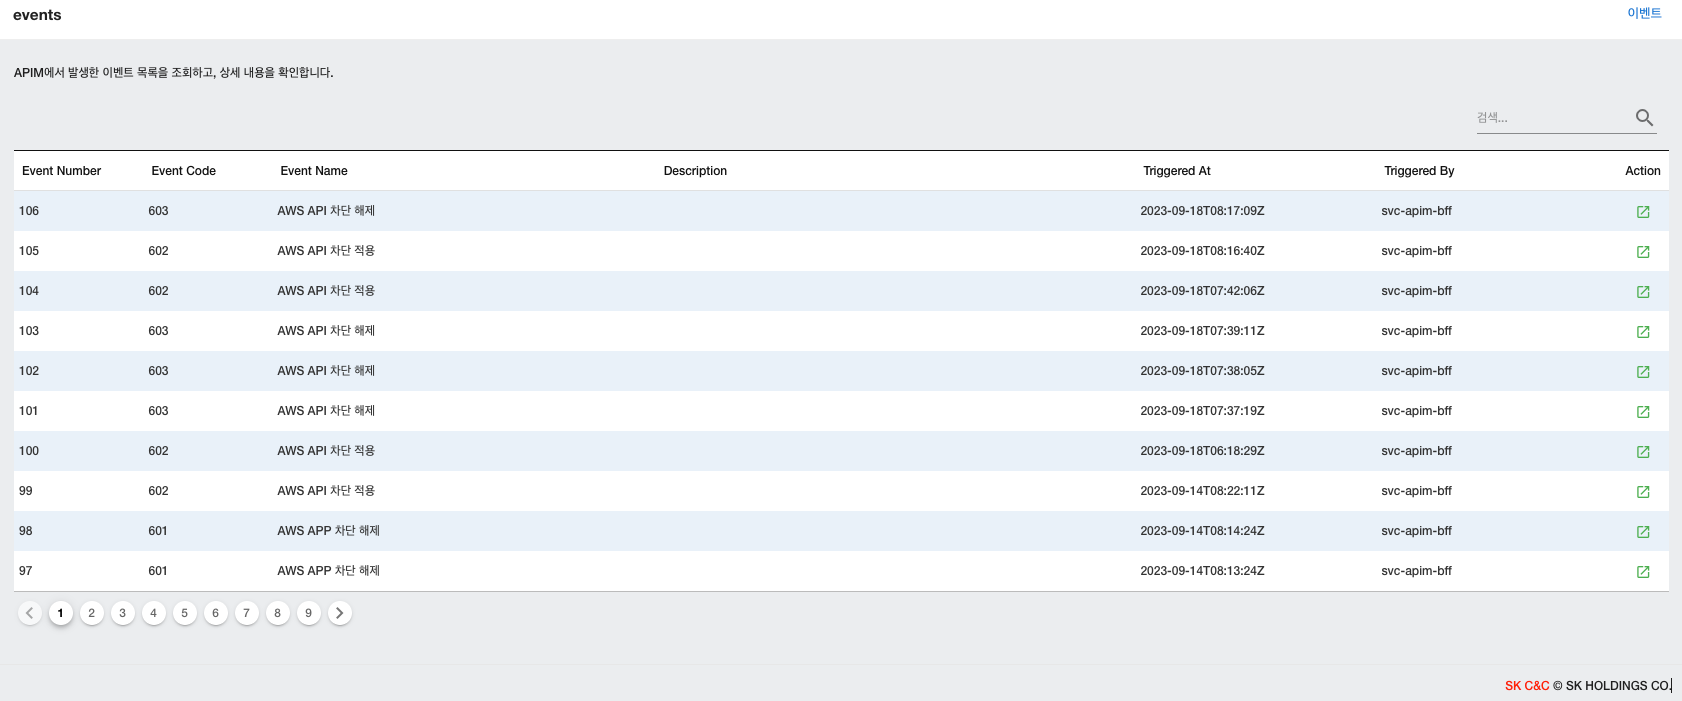 events
이벤트
APIM에서 발생한 이벤트 목록을 조회하고, 상세 내용을 확인합니다.
검색...
Event Number Event Code Event Name Description Triggered At Triggered By Action
106 603 AWS API 차단 해제 2023-09-18T08:17:09Z svc-apim-bff
105 602 AWS API 차단 적용 2023-09-18T08:16:40Z svc-apim-bff
104 602 AWS API 차단 적용 2023-09-18T07:42:06Z svc-apim-bff
103 603 AWS API 차단 해제 2023-09-18T07:39:11Z svc-apim-bff
102 603 AWS API 차단 해제 2023-09-18T07:38:05Z svc-apim-bff
101 603 AWS API 차단 해제 2023-09-18T07:37:19Z svc-apim-bff
100 602 AWS API 차단 적용 2023-09-18T06:18:29Z svc-apim-bff
99 602 AWS API 차단 적용 2023-09-14T08:22:11Z svc-apim-bff
98 601 AWS APP 차단 해제 2023-09-14T08:14:24Z svc-apim-bff
97 601 AWS APP 차단 해제 2023-09-14T08:13:24Z svc-apim-bff
1 2 3 4 5 6 7 8 9
SK C&C © SK HOLDINGS CO.